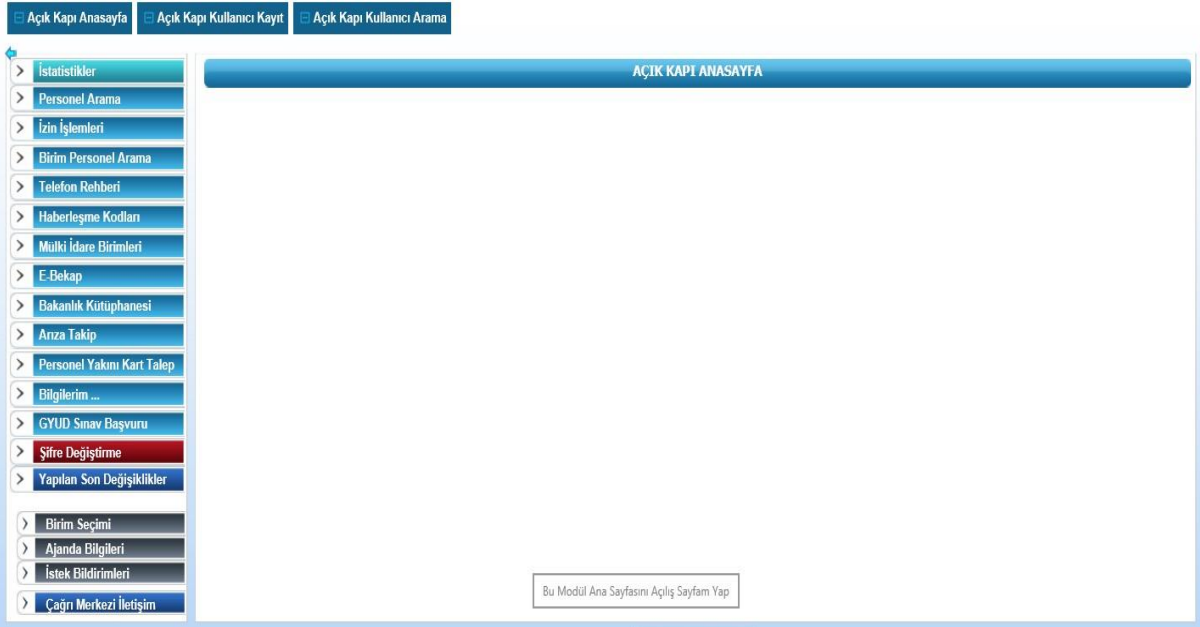 Açık Kapı Anasayfa
Açık Kapı Kullanıcı Kayıt
Açık Kapı Kullanıcı Arama
İstatistikler
Personel Arama
İzin İşlemleri
Birim Personel Arama
Telefon Rehberi
Haberleşme Kodları
Mülki İdare Birimleri
E-Bekap
Bakanlık Kütüphanesi
Arıza Takip
Personel Yakını Kart Talep
Bilgilerim ...
GYUD Sınav Başvuru
Şifre Değiştirme
Yapılan Son Değişiklikler
Birim Seçimi
Ajanda Bilgileri
İstek Bildirimleri
Çağrı Merkezi İletişim
AÇIK KAPI ANASAYFA
Bu Modül Ana Sayfasını Açılış Sayfam Yap